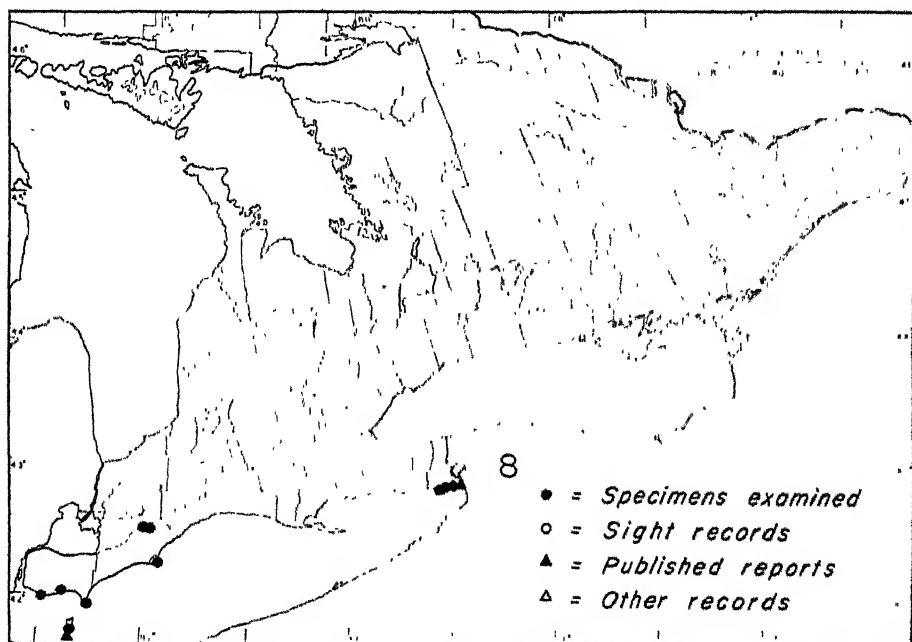 8
● = Specimens examined
○ = Sight records
▲ = Published reports
△ = Other records